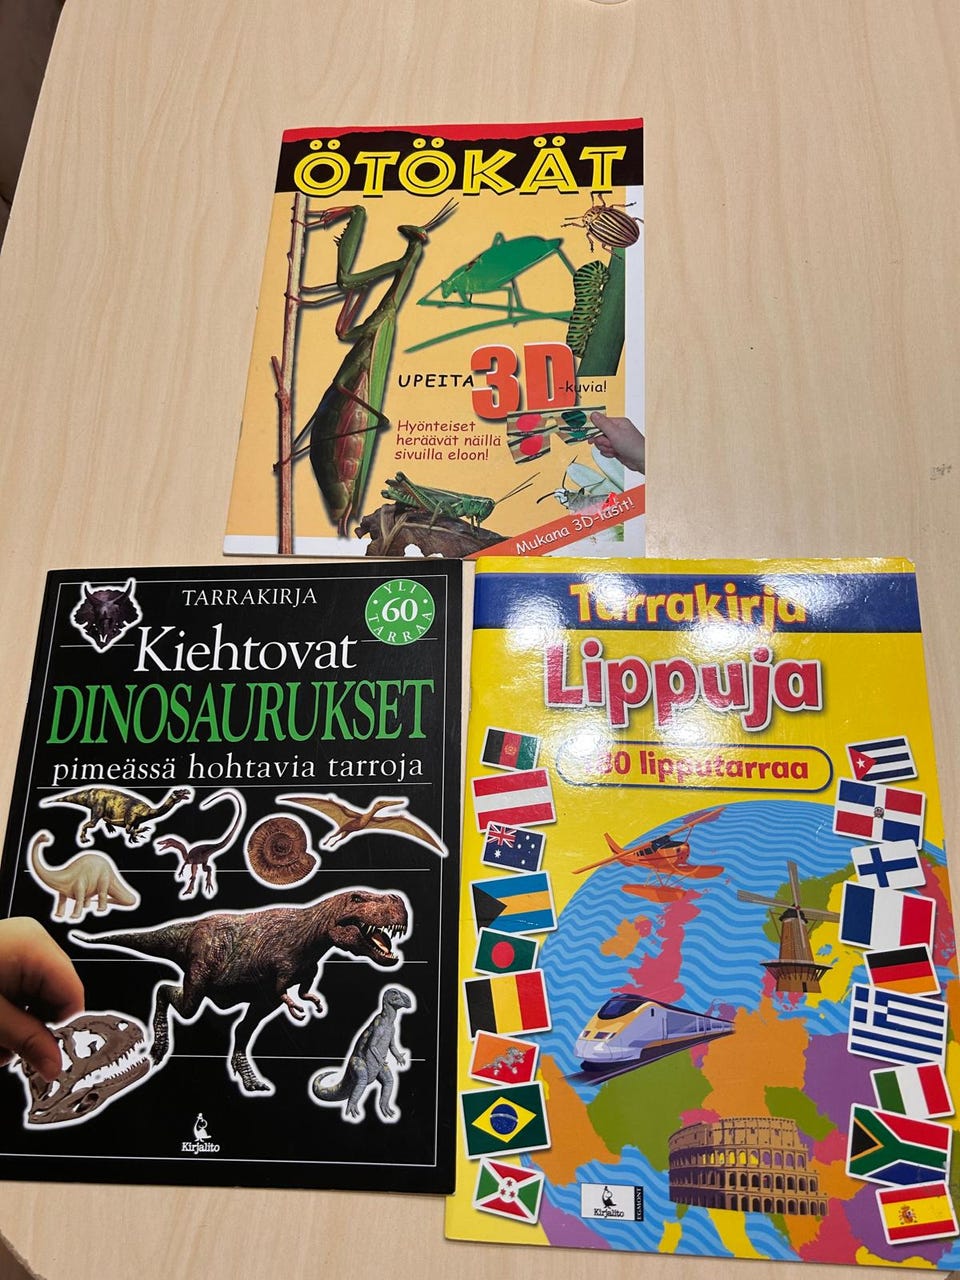 ÖTÖKÄT
UPEITA 3D -kuvia!
Hyönteiset
heräävät näillä
sivuilla eloon!
Mukana 3D-lasit!
TARRAKIRJA
YLI
60
TARRAA
Kiehtovat
DINOSAURUKSET
pimeässä hohtavia tarroja
Kirjalito
Tarrakirja
Lippuja
lipputarraa
Kirjalito
EGMONT